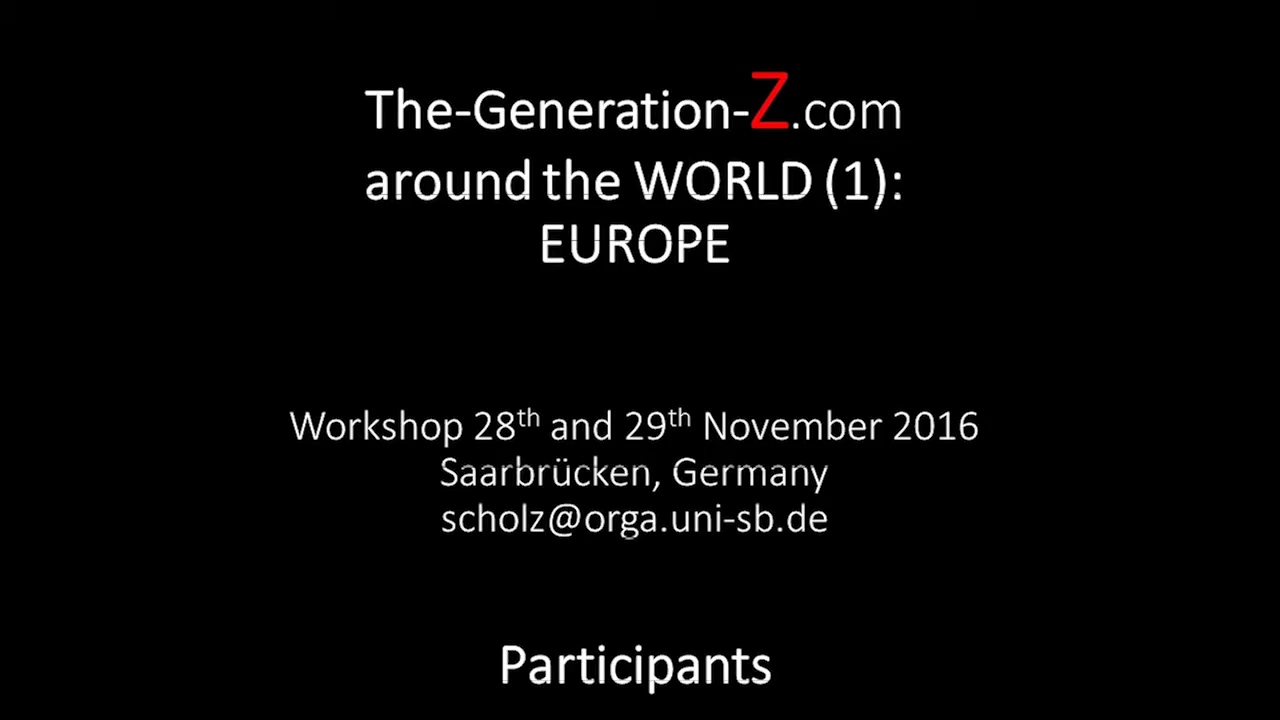 The-Generation-Z.com
around the WORLD (1):
EUROPE
Workshop 28th and 29th November 2016
Saarbrücken, Germany
scholz@orga.uni-sb.de
Participants